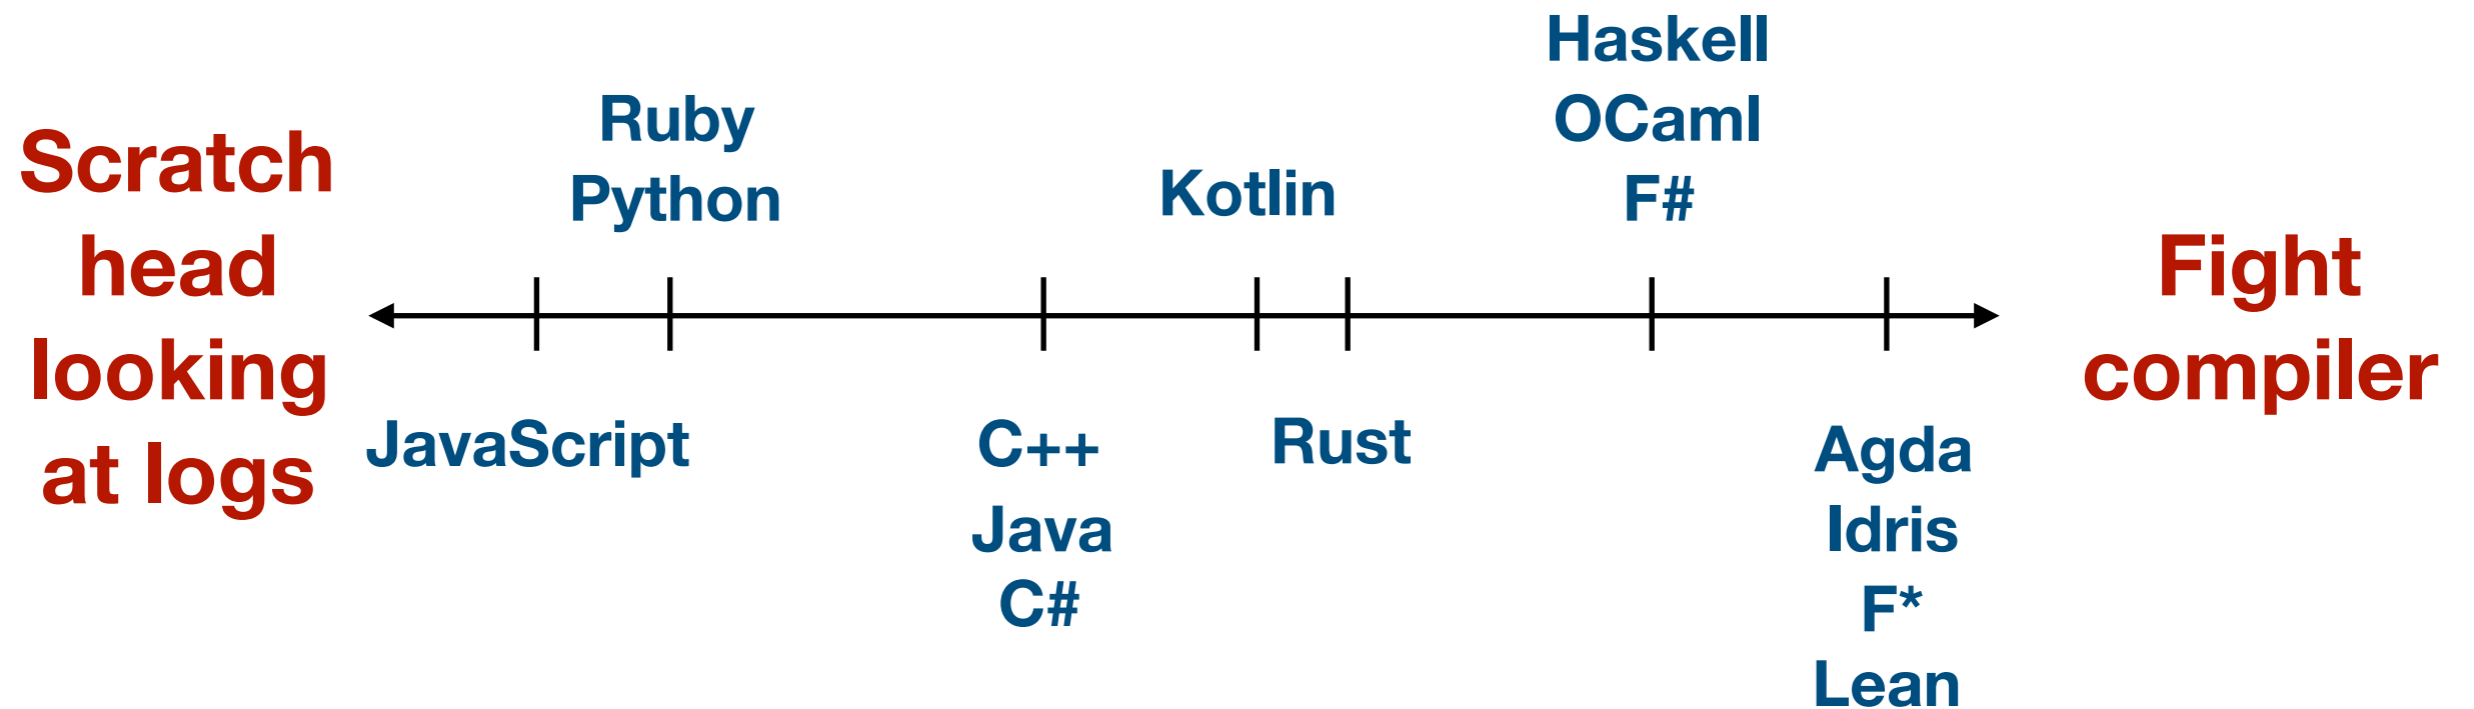 Scratch
head
looking
at logs
JavaScript
Ruby
Python
C++
Java
C#
Kotlin
Rust
Haskell
OCaml
F#
Agda
Idris
F*
Lean
Fight
compiler